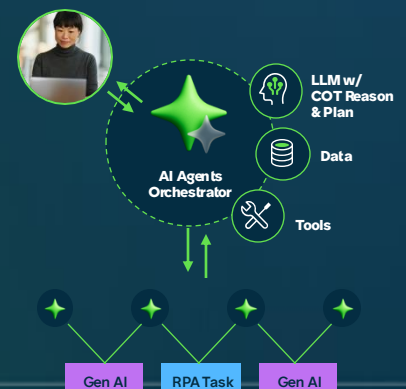 LLM w/
COT Reason
& Plan
Data
AI Agents
Orchestrator
Tools
Gen AI
RPA Task
Gen AI